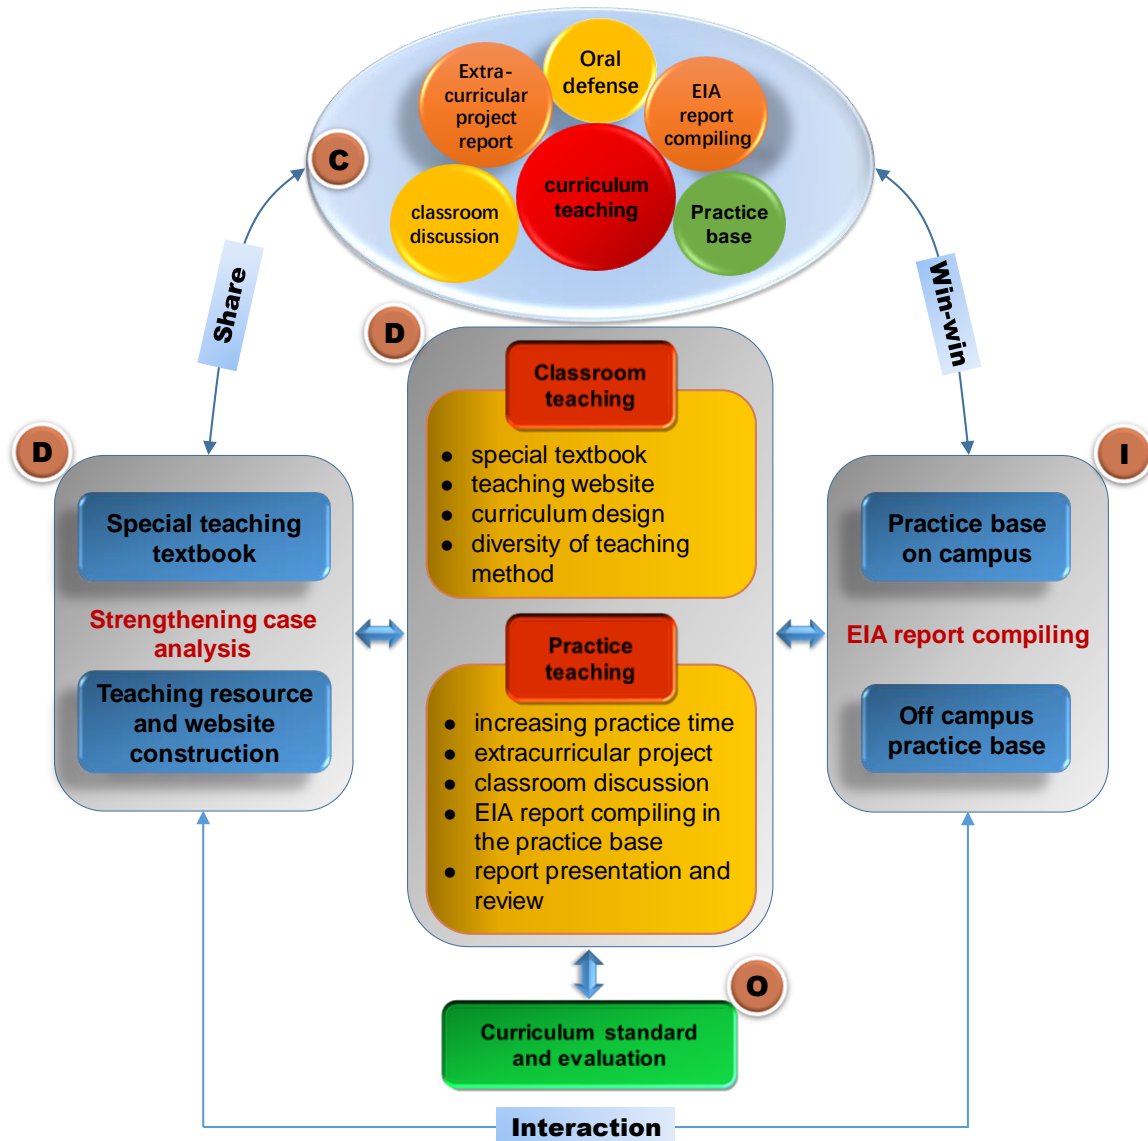 Oral
defense
Extra-
curricular
project
report
EIA
report
compiling
C
curriculum
teaching
classroom
discussion
Practice
base
Share
Win-win
D
Classroom
teaching
● special textbook
● teaching website
● curriculum design
● diversity of teaching
method
Practice
teaching
● increasing practice time
● extracurricular project
● classroom discussion
● EIA report compiling in
the practice base
● report presentation and
review
D
Special teaching
textbook
Strengthening case
analysis
Teaching resource
and website
construction
I
Practice base
on campus
EIA report compiling
Off campus
practice base
O
Curriculum standard
and evaluation
Interaction